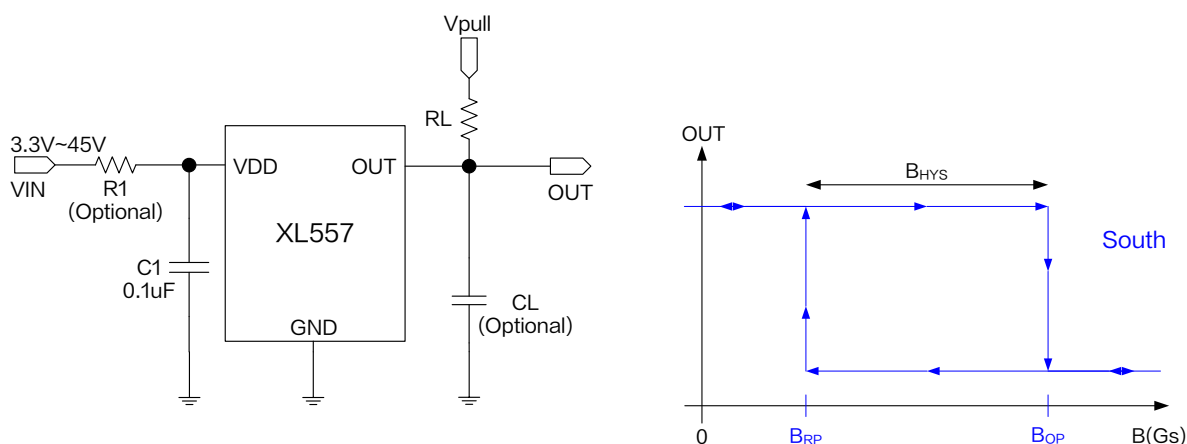 Vpull
RL
3.3V~45V
VIN
R1
(Optional)
VDD
OUT
OUT
XL557
C1
0.1uF
GND
CL
(Optional)
OUT
BHYS
South
0
BRP
BOP
B(Gs)